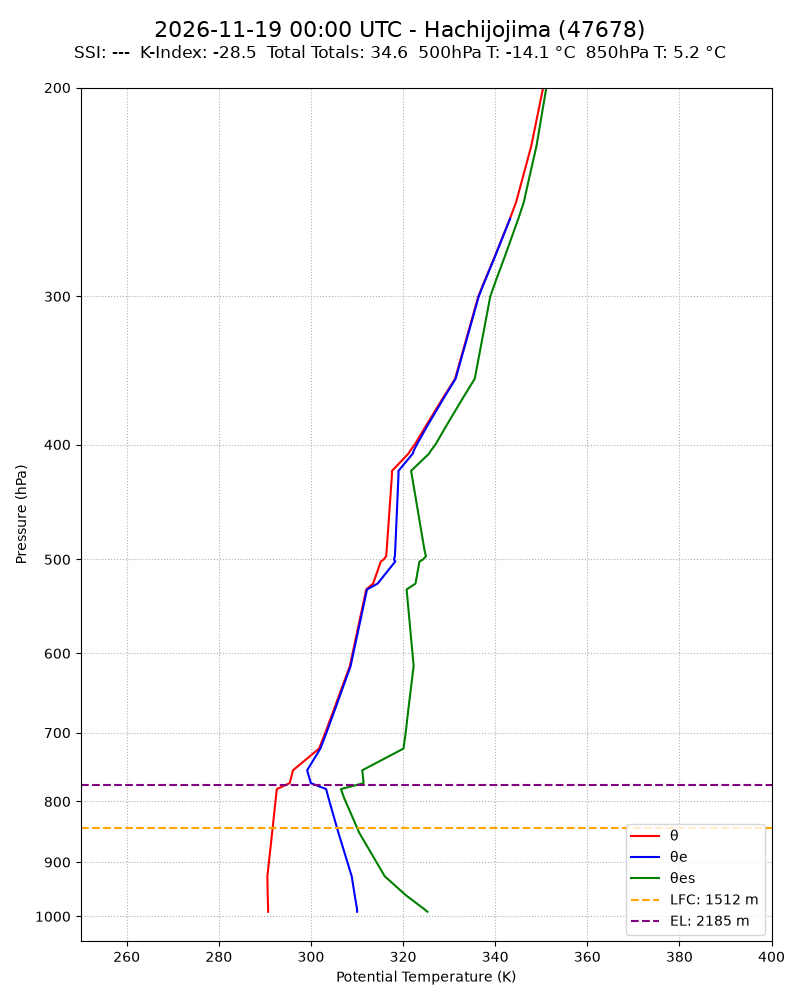 2026-11-19 00:00 UTC - Hachijojima (47678)
SSI: --- K-Index: -28.5 Total Totals: 34.6 500hPa T: -14.1 °C 850hPa T: 5.2 °C
200
300
400
500
600
700
800
900
1000
Pressure (hPa)
260 280 300 320 340 360 380 400
Potential Temperature (K)
θ
θe
θes
LFC: 1512 m
EL: 2185 m